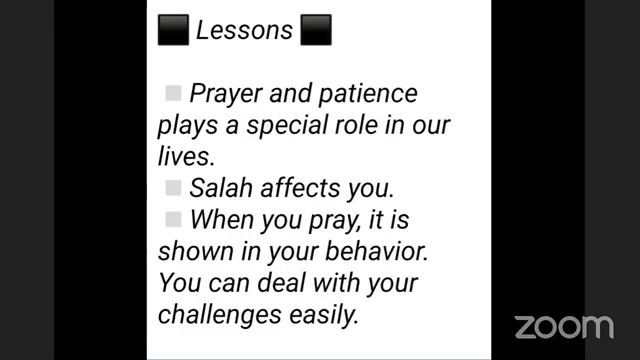 ⬛ Lessons ⬛
◽Prayer and patience
plays a special role in our
lives.
◽Salah affects you.
◽When you pray, it is
shown in your behavior.
You can deal with your
challenges easily.
zoom